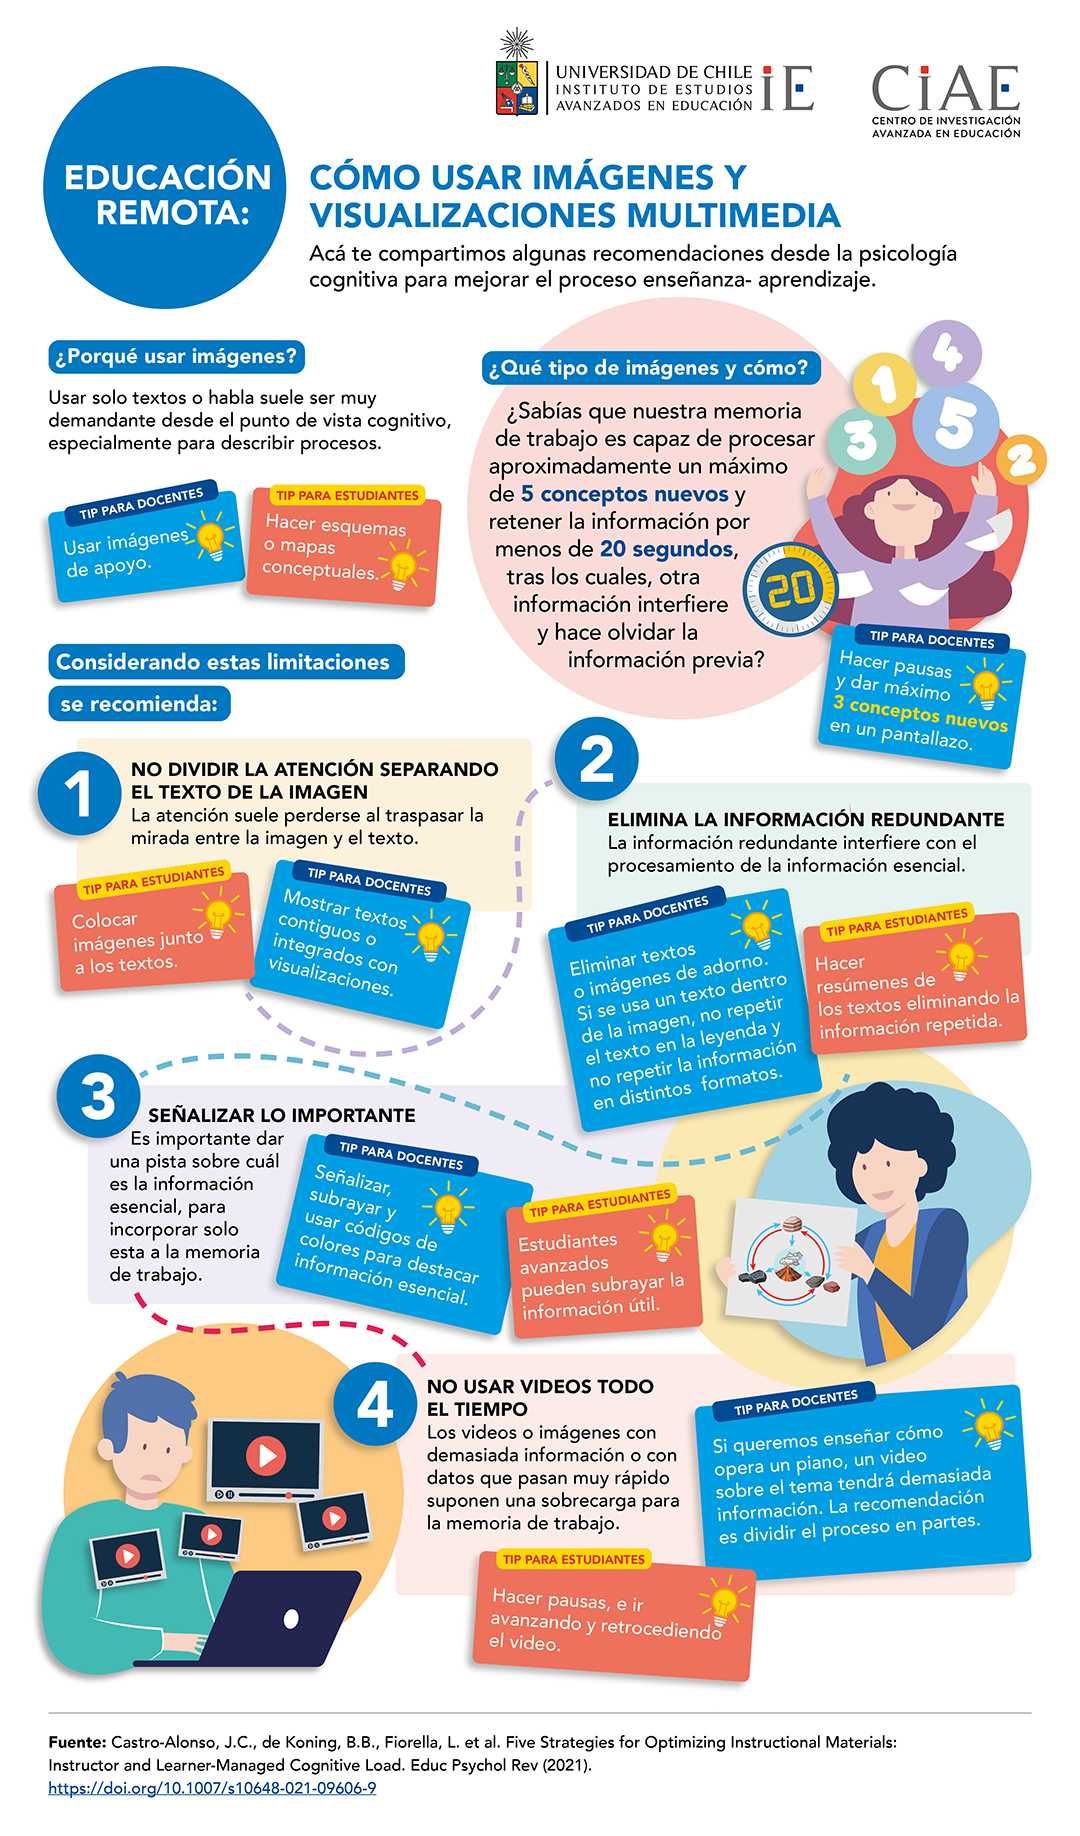 UNIVERSIDAD DE CHILE
INSTITUTO DE ESTUDIOS
AVANZADOS EN EDUCACIÓN
iE
CiAE
CENTRO DE INVESTIGACIÓN
AVANZADA EN EDUCACIÓN
EDUCACIÓN
REMOTA:
CÓMO USAR IMÁGENES Y
VISUALIZACIONES MULTIMEDIA
Acá te compartimos algunas recomendaciones desde la psicología
cognitiva para mejorar el proceso enseñanza- aprendizaje.
¿Porqué usar imágenes?
Usar solo textos o habla suele ser muy
demandante desde el punto de vista cognitivo,
especialmente para describir procesos.
TIP PARA DOCENTES
Usar imágenes
de apoyo.
TIP PARA ESTUDIANTES
Hacer esquemas
o mapas
conceptuales.
¿Qué tipo de imágenes y cómo?
¿Sabías que nuestra memoria
de trabajo es capaz de procesar
aproximadamente un máximo
de 5 conceptos nuevos y
retener la información por
menos de 20 segundos,
tras los cuales, otra
información interfiere
y hace olvidar la
información previa?
4
1
5
3
2
20
TIP PARA DOCENTES
Hacer pausas
y dar máximo
3 conceptos nuevos
en un pantallazo.
Considerando estas limitaciones
se recomienda:
1
NO DIVIDIR LA ATENCIÓN SEPARANDO
EL TEXTO DE LA IMAGEN
La atención suele perderse al traspasar la
mirada entre la imagen y el texto.
TIP PARA ESTUDIANTES
Colocar
imágenes junto
a los textos.
TIP PARA DOCENTES
Mostrar textos
contiguos o
integrados con
visualizaciones.
2
ELIMINA LA INFORMACIÓN REDUNDANTE
La información redundante interfiere con el
procesamiento de la información esencial.
TIP PARA DOCENTES
Eliminar textos
o imágenes de adorno.
Si se usa un texto dentro
de la imagen, no repetir
el texto en la leyenda y
no repetir la información
en distintos formatos.
TIP PARA ESTUDIANTES
Hacer
resúmenes de
los textos eliminando la
información repetida.
3
SEÑALIZAR LO IMPORTANTE
Es importante dar
una pista sobre cuál
es la información
esencial, para
incorporar solo
esta a la memoria
de trabajo.
TIP PARA DOCENTES
Señalizar,
subrayar y
usar códigos de
colores para destacar
información esencial.
TIP PARA ESTUDIANTES
Estudiantes
avanzados
pueden subrayar la
información útil.
4
NO USAR VIDEOS TODO
EL TIEMPO
Los videos o imágenes con
demasiada información o con
datos que pasan muy rápido
suponen una sobrecarga para
la memoria de trabajo.
TIP PARA DOCENTES
Si queremos enseñar cómo
opera un piano, un video
sobre el tema tendrá demasiada
información. La recomendación
es dividir el proceso en partes.
TIP PARA ESTUDIANTES
Hacer pausas, e ir
avanzando y retrocediendo
el video.
Fuente: Castro-Alonso, J.C., de Koning, B.B., Fiorella, L. et al. Five Strategies for Optimizing Instructional Materials:
Instructor and Learner-Managed Cognitive Load. Educ Psychol Rev (2021).
https://doi.org/10.1007/s10648-021-09606-9